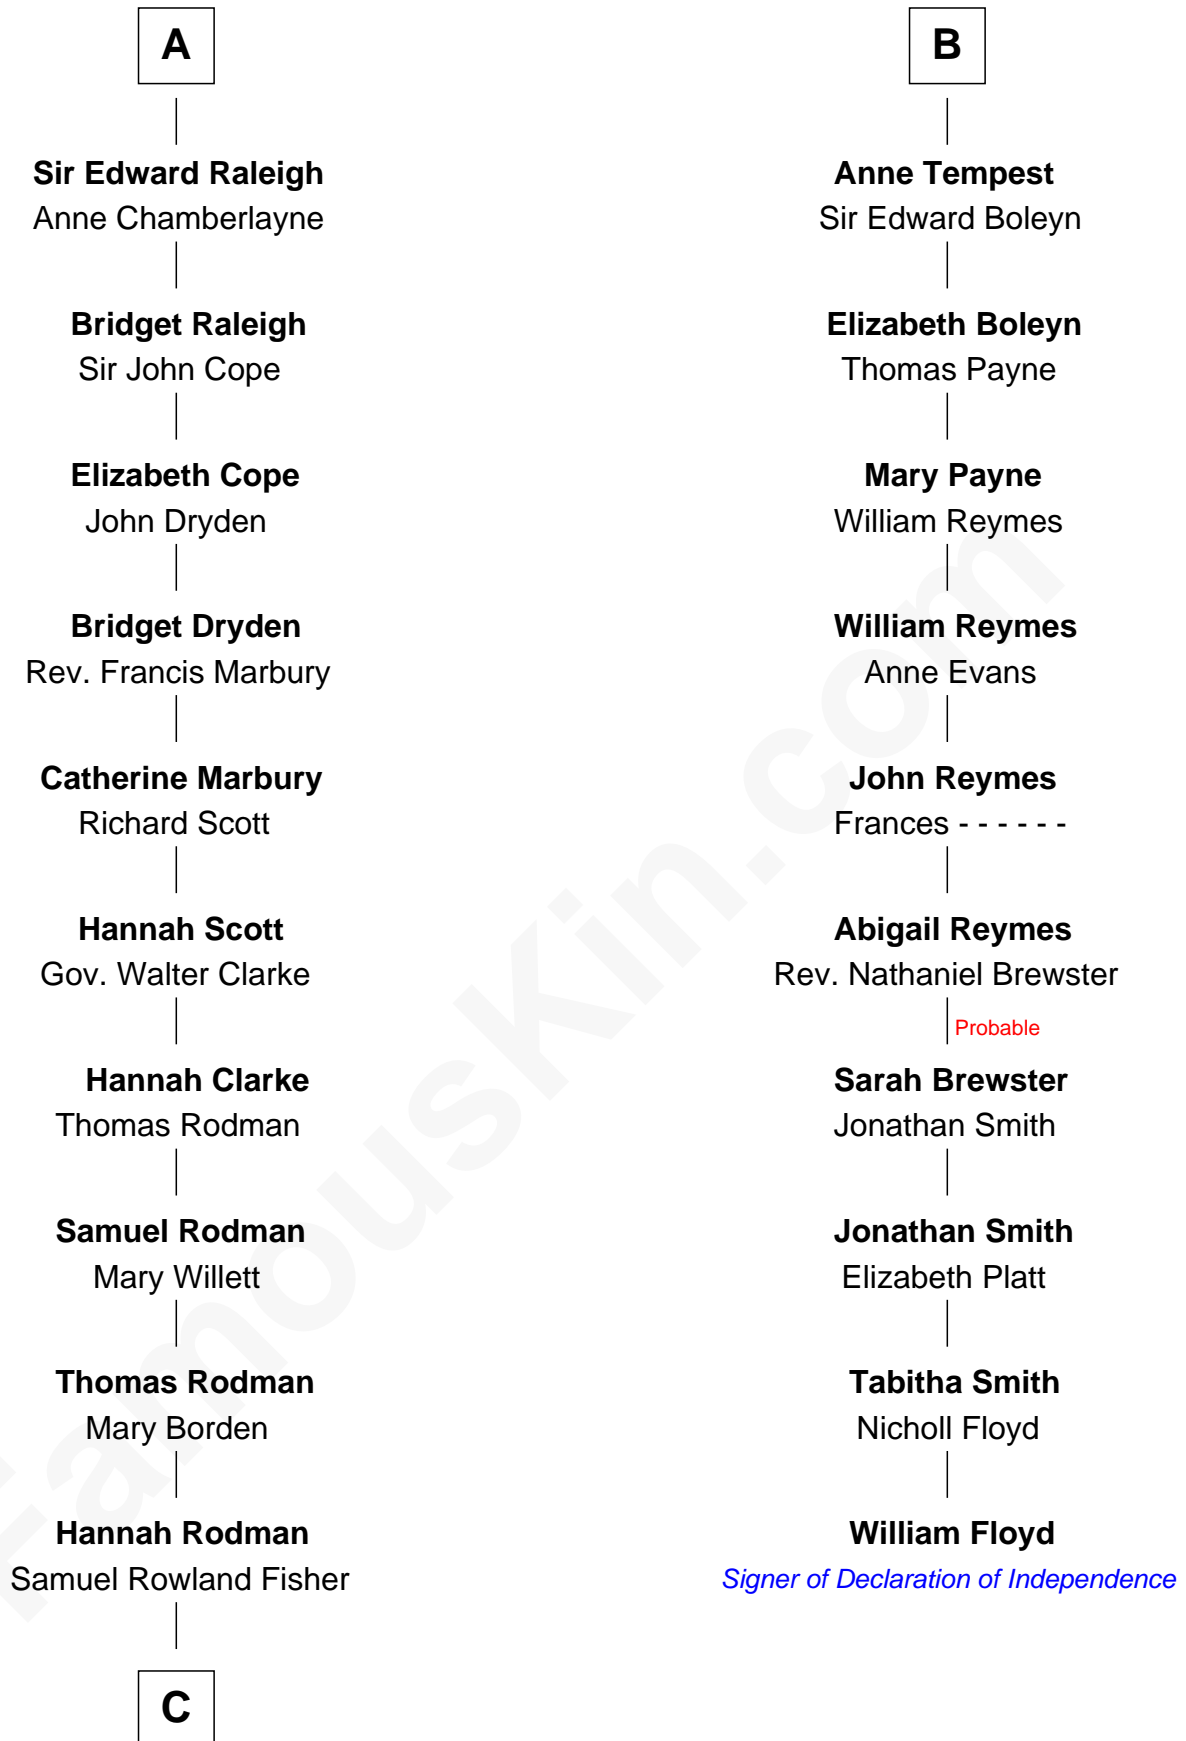 A
Sir Edward Raleigh
Anne Chamberlayne
Bridget Raleigh
Sir John Cope
Elizabeth Cope
John Dryden
Bridget Dryden
Rev. Francis Marbury
Catherine Marbury
Richard Scott
Hannah Scott
Gov. Walter Clarke
Hannah Clarke
Thomas Rodman
Samuel Rodman
Mary Willett
Thomas Rodman
Mary Borden
Hannah Rodman
Samuel Rowland Fisher
C
B
Anne Tempest
Sir Edward Boleyn
Elizabeth Boleyn
Thomas Payne
Mary Payne
William Reymes
William Reymes
Anne Evans
John Reymes
Frances - - - - - -
Abigail Reymes
Rev. Nathaniel Brewster
Probable
Sarah Brewster
Jonathan Smith
Jonathan Smith
Elizabeth Platt
Tabitha Smith
Nicholl Floyd
William Floyd
Signer of Declaration of Independence
FamousKin.com